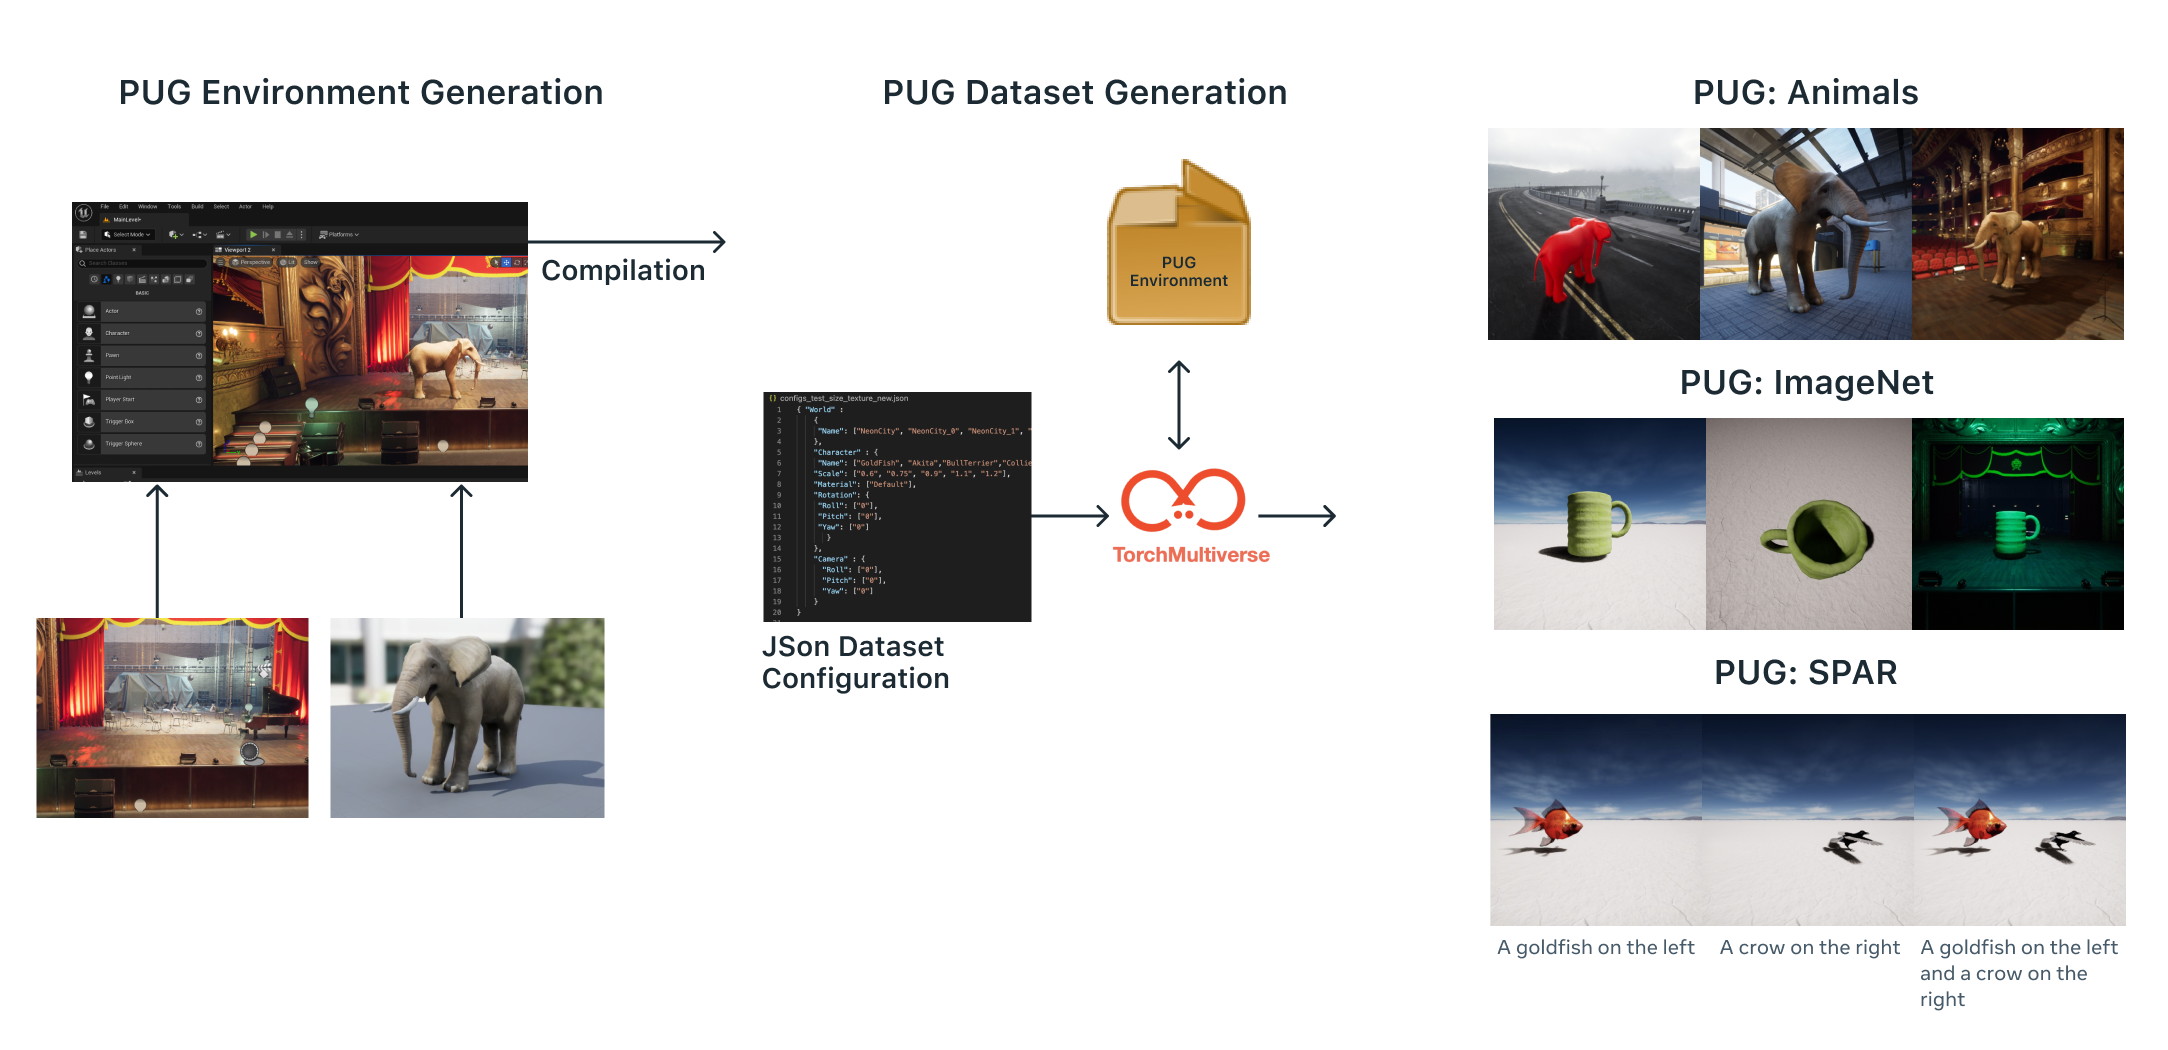 PUG Environment Generation
File Edit Window Tools Build Select Actor Help
MainLevel*
Select Mode
Platforms
Place Actors
Viewport 2
Search Classes
Perspective Lit Show
BASIC
Actor
Character
Pawn
Point Light
Player Start
Trigger Box
Trigger Sphere
Levels
Compilation
PUG Dataset Generation
PUG
Environment
{} configs_test_size_texture_new.json
1 { "World" :
2 {
3 "Name": ["NeonCity", "NeonCity_0", "NeonCity_1", "
4 },
5 "Character" : {
6 "Name": ["GoldFish", "Akita","BullTerrier","Collie
7 "Scale": ["0.6", "0.75", "0.9", "1.1", "1.2"],
8 "Material": ["Default"],
9 "Rotation": {
10 "Roll": ["0"],
11 "Pitch": ["0"],
12 "Yaw": ["0"]
13 }
14 },
15 "Camera" : {
16 "Roll": ["0"],
17 "Pitch": ["0"],
18 "Yaw": ["0"]
19 }
20 }
JSon Dataset
Configuration
TorchMultiverse
PUG: Animals
PUG: ImageNet
PUG: SPAR
A goldfish on the left
A crow on the right
A goldfish on the left
and a crow on the
right